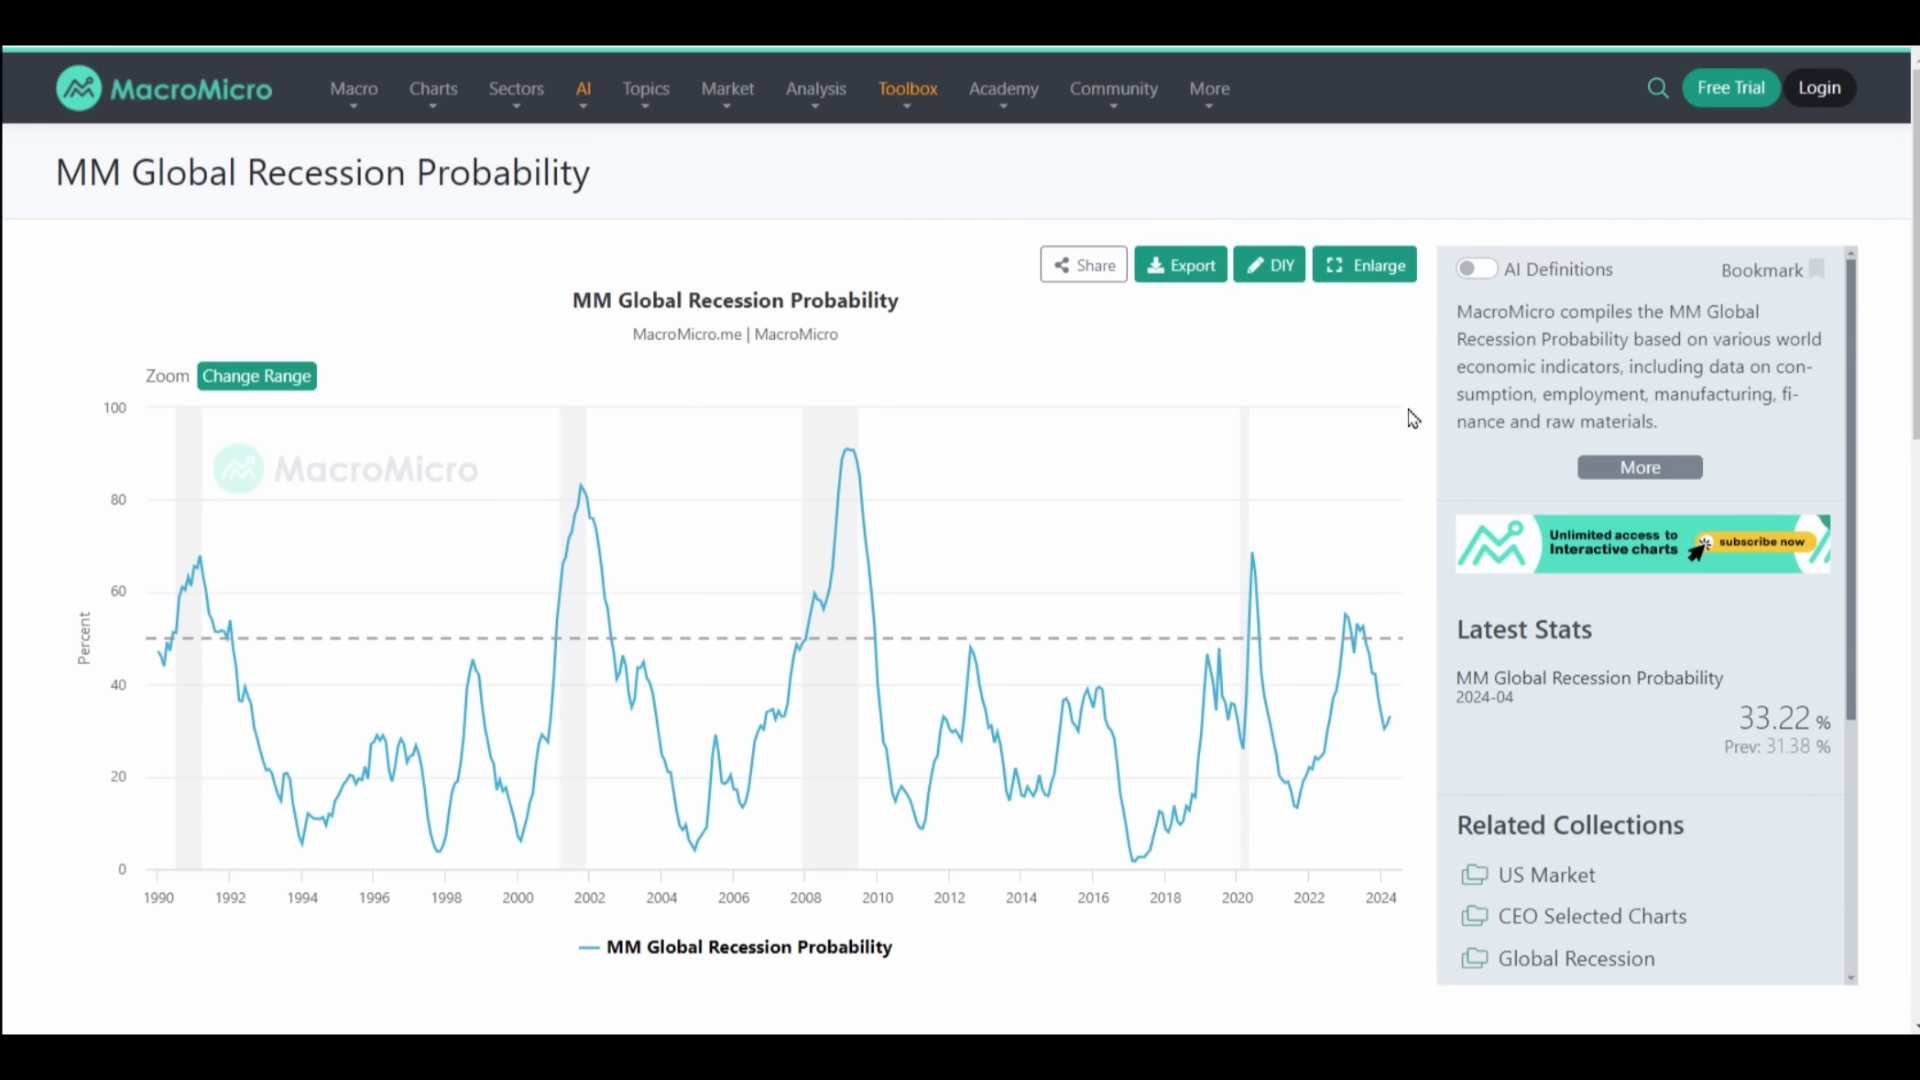 MacroMicro
Macro
Charts
Sectors
AI
Topics
Market
Analysis
Toolbox
Academy
Community
More
Free Trial
Login
MM Global Recession Probability
Share
Export
DIY
Enlarge
MM Global Recession Probability
MacroMicro.me | MacroMicro
Zoom
Change Range
MacroMicro
Percent
100
80
60
40
20
0
1990
1992
1994
1996
1998
2000
2002
2004
2006
2008
2010
2012
2014
2016
2018
2020
2022
2024
MM Global Recession Probability
AI Definitions
Bookmark
MacroMicro compiles the MM Global
Recession Probability based on various world
economic indicators, including data on con-
sumption, employment, manufacturing, fi-
nance and raw materials.
More
Unlimited access to
Interactive charts
subscribe now
Latest Stats
MM Global Recession Probability
2024-04
33.22 %
Prev: 31.38 %
Related Collections
US Market
CEO Selected Charts
Global Recession